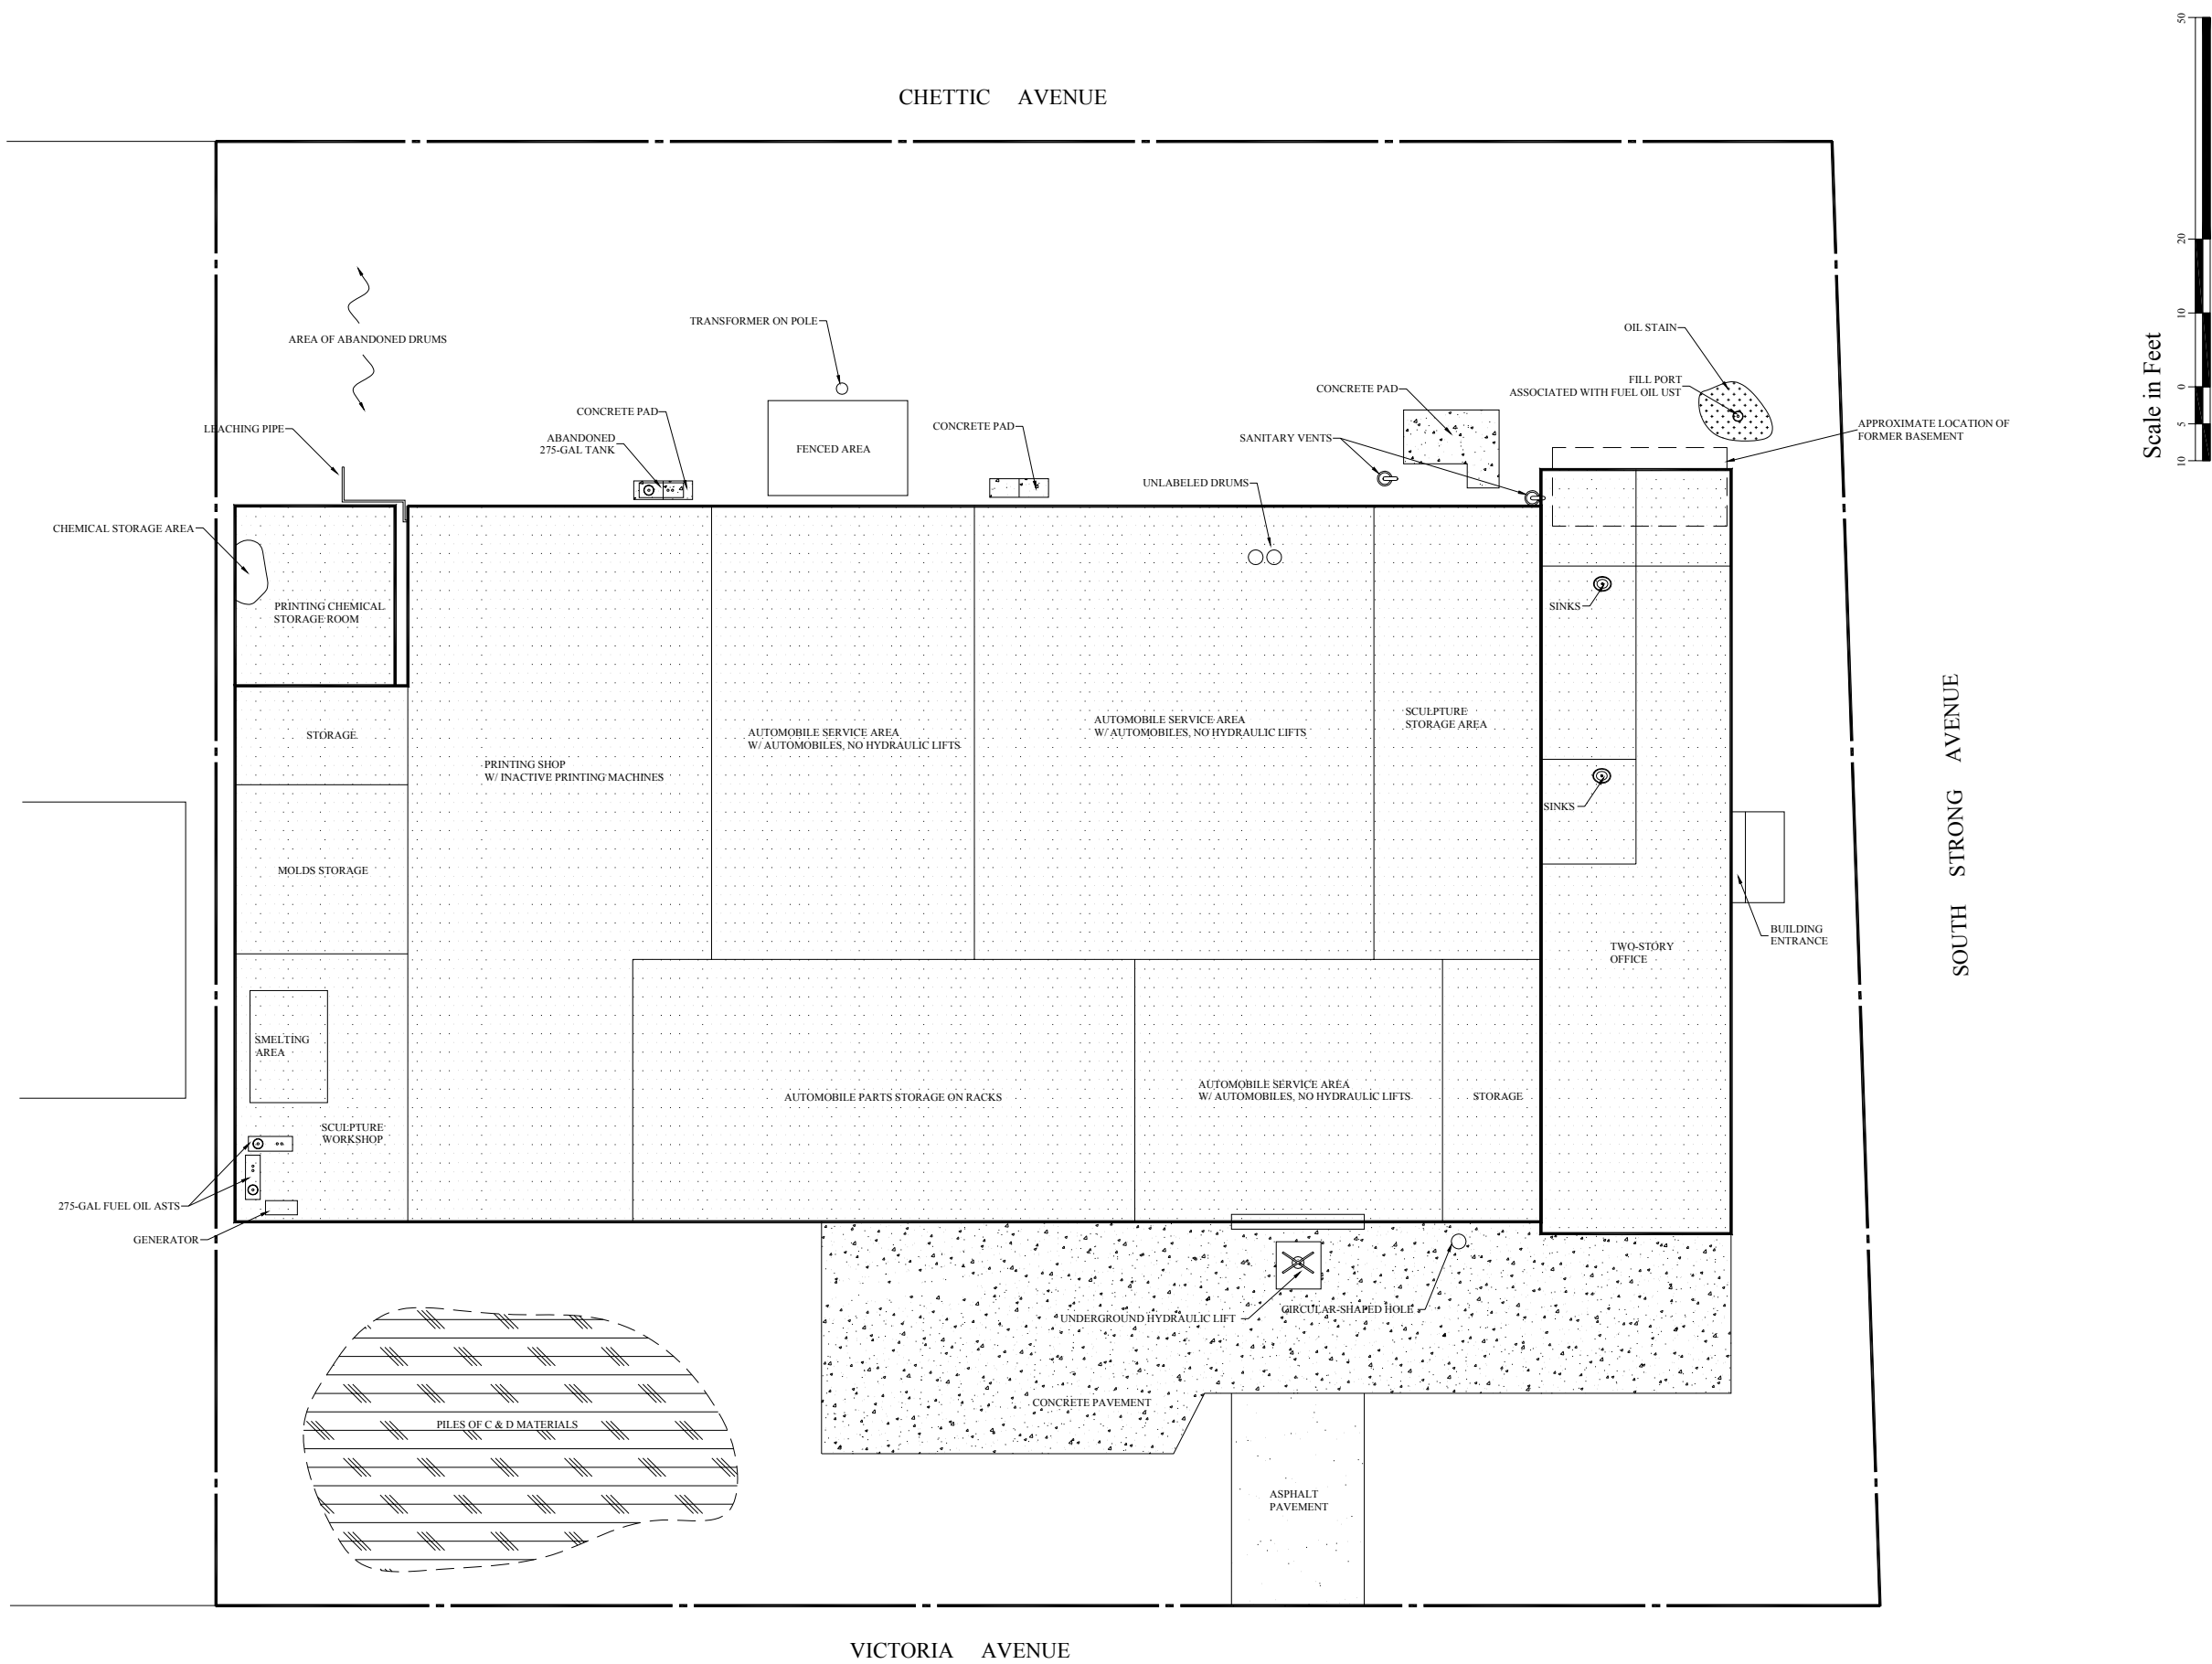 CHETTIC AVENUE
50
20
10
0
5
10
Scale in Feet
TRANSFORMER ON POLE
OIL STAIN
AREA OF ABANDONED DRUMS
FILL PORT
ASSOCIATED WITH FUEL OIL UST
CONCRETE PAD
CONCRETE PAD
LEACHING PIPE
ABANDONED
275-GAL TANK
FENCED AREA
CONCRETE PAD
SANITARY VENTS
APPROXIMATE LOCATION OF
FORMER BASEMENT
UNLABELED DRUMS
CHEMICAL STORAGE AREA
PRINTING CHEMICAL
STORAGE ROOM
SINKS
STORAGE
AUTOMOBILE SERVICE AREA
W/ AUTOMOBILES, NO HYDRAULIC LIFTS
AUTOMOBILE SERVICE AREA
W/ AUTOMOBILES, NO HYDRAULIC LIFTS
SCULPTURE
STORAGE AREA
PRINTING SHOP
W/ INACTIVE PRINTING MACHINES
SINKS
SOUTH STRONG AVENUE
MOLDS STORAGE
BUILDING
ENTRANCE
TWO-STORY
OFFICE
SMELTING
AREA
AUTOMOBILE PARTS STORAGE ON RACKS
AUTOMOBILE SERVICE AREA
W/ AUTOMOBILES, NO HYDRAULIC LIFTS
STORAGE
SCULPTURE
WORKSHOP
275-GAL FUEL OIL ASTS
GENERATOR
UNDERGROUND HYDRAULIC LIFT
CIRCULAR-SHAPED HOLE
CONCRETE PAVEMENT
PILES OF C & D MATERIALS
ASPHALT
PAVEMENT
VICTORIA AVENUE